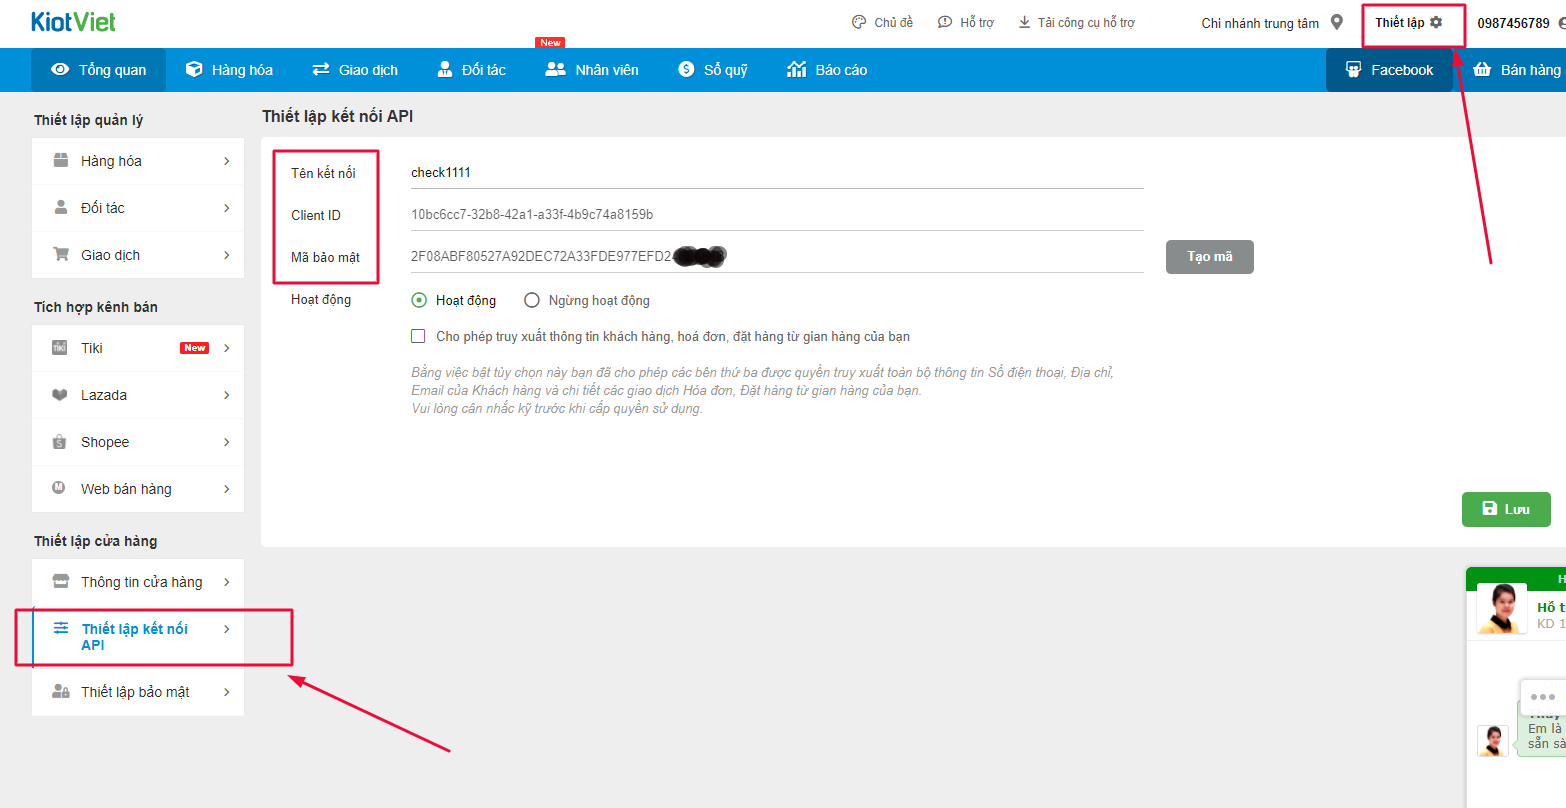 KiotViet
Chủ đề
Hỗ trợ
Tải công cụ hỗ trợ
Chi nhánh trung tâm
Thiết lập
0987456789
New
Tổng quan
Hàng hóa
Giao dịch
Đối tác
Nhân viên
Sổ quỹ
Báo cáo
Facebook
Bán hàng
Thiết lập quản lý
Hàng hóa
Đối tác
Giao dịch
Tích hợp kênh bán
Tiki
New
Lazada
Shopee
Web bán hàng
Thiết lập cửa hàng
Thông tin cửa hàng
Thiết lập kết nối
API
Thiết lập bảo mật
Thiết lập kết nối API
Tên kết nối
check1111
Client ID
10bc6cc7-32b8-42a1-a33f-4b9c74a8159b
Mã bảo mật
2F08ABF80527A92DEC72A33FDE977EFD2
Tạo mã
Hoạt động
Hoạt động
Ngừng hoạt động
Cho phép truy xuất thông tin khách hàng, hoá đơn, đặt hàng từ gian hàng của bạn
Bằng việc bật tùy chọn này bạn đã cho phép các bên thứ ba được quyền truy xuất toàn bộ thông tin Số điện thoại, Địa chỉ,
Email của Khách hàng và chi tiết các giao dịch Hóa đơn, Đặt hàng từ gian hàng của bạn.
Vui lòng cân nhắc kỹ trước khi cấp quyền sử dụng.
Lưu
Hỗ t
KD 1
Em là
sẵn sà